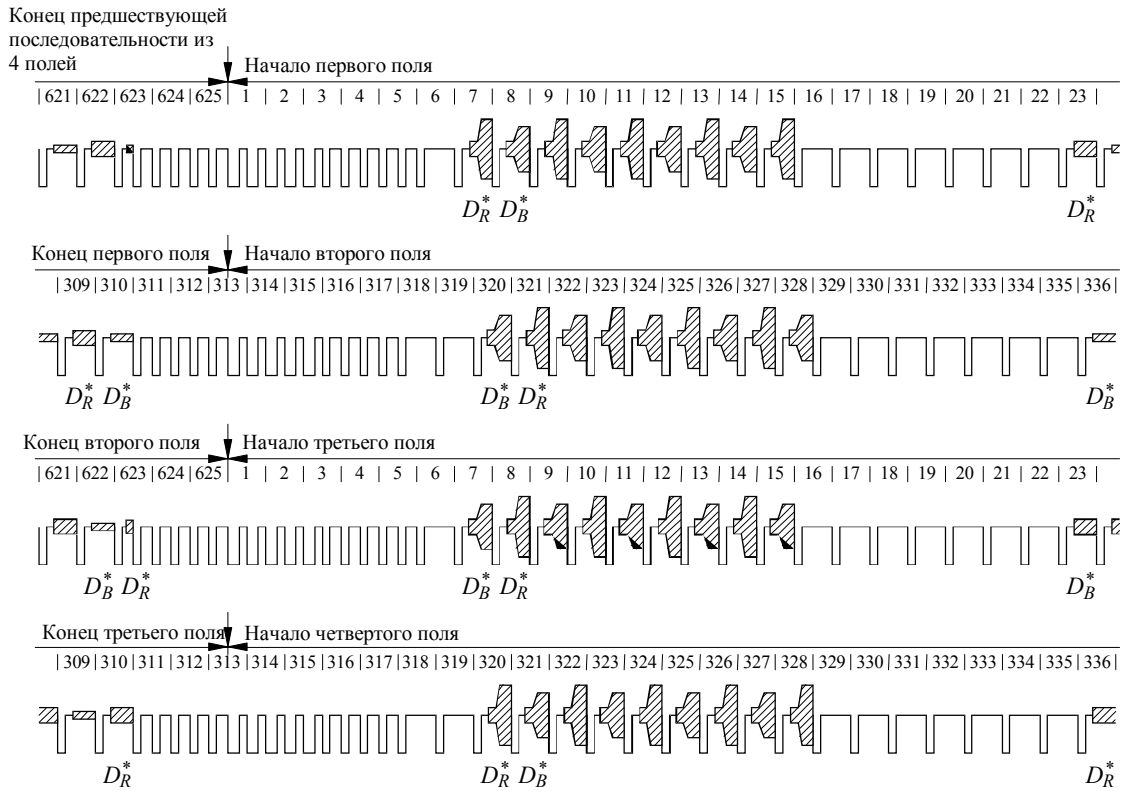 Конец предшествующей
последовательности из
4 полей
Начало первого поля
|621|622|623|624|625| 1 | 2 | 3 | 4 | 5 | 6 | 7 | 8 | 9 | 10 | 11 | 12 | 13 | 14 | 15 | 16 | 17 | 18 | 19 | 20 | 21 | 22 | 23 |
D*R D*B D*R
Конец первого поля Начало второго поля
|309|310|311|312|313|314|315|316|317|318|319|320|321|322|323|324|325|326|327|328|329|330|331|332|333|334|335|336|
D*R D*B D*B D*R D*B
Конец второго поля Начало третьего поля
|621|622|623|624|625| 1 | 2 | 3 | 4 | 5 | 6 | 7 | 8 | 9 | 10 | 11 | 12 | 13 | 14 | 15 | 16 | 17 | 18 | 19 | 20 | 21 | 22 | 23 |
D*B D*R D*B D*R D*B
Конец третьего поля Начало четвертого поля
|309|310|311|312|313|314|315|316|317|318|319|320|321|322|323|324|325|326|327|328|329|330|331|332|333|334|335|336|
D*R D*R D*B D*R